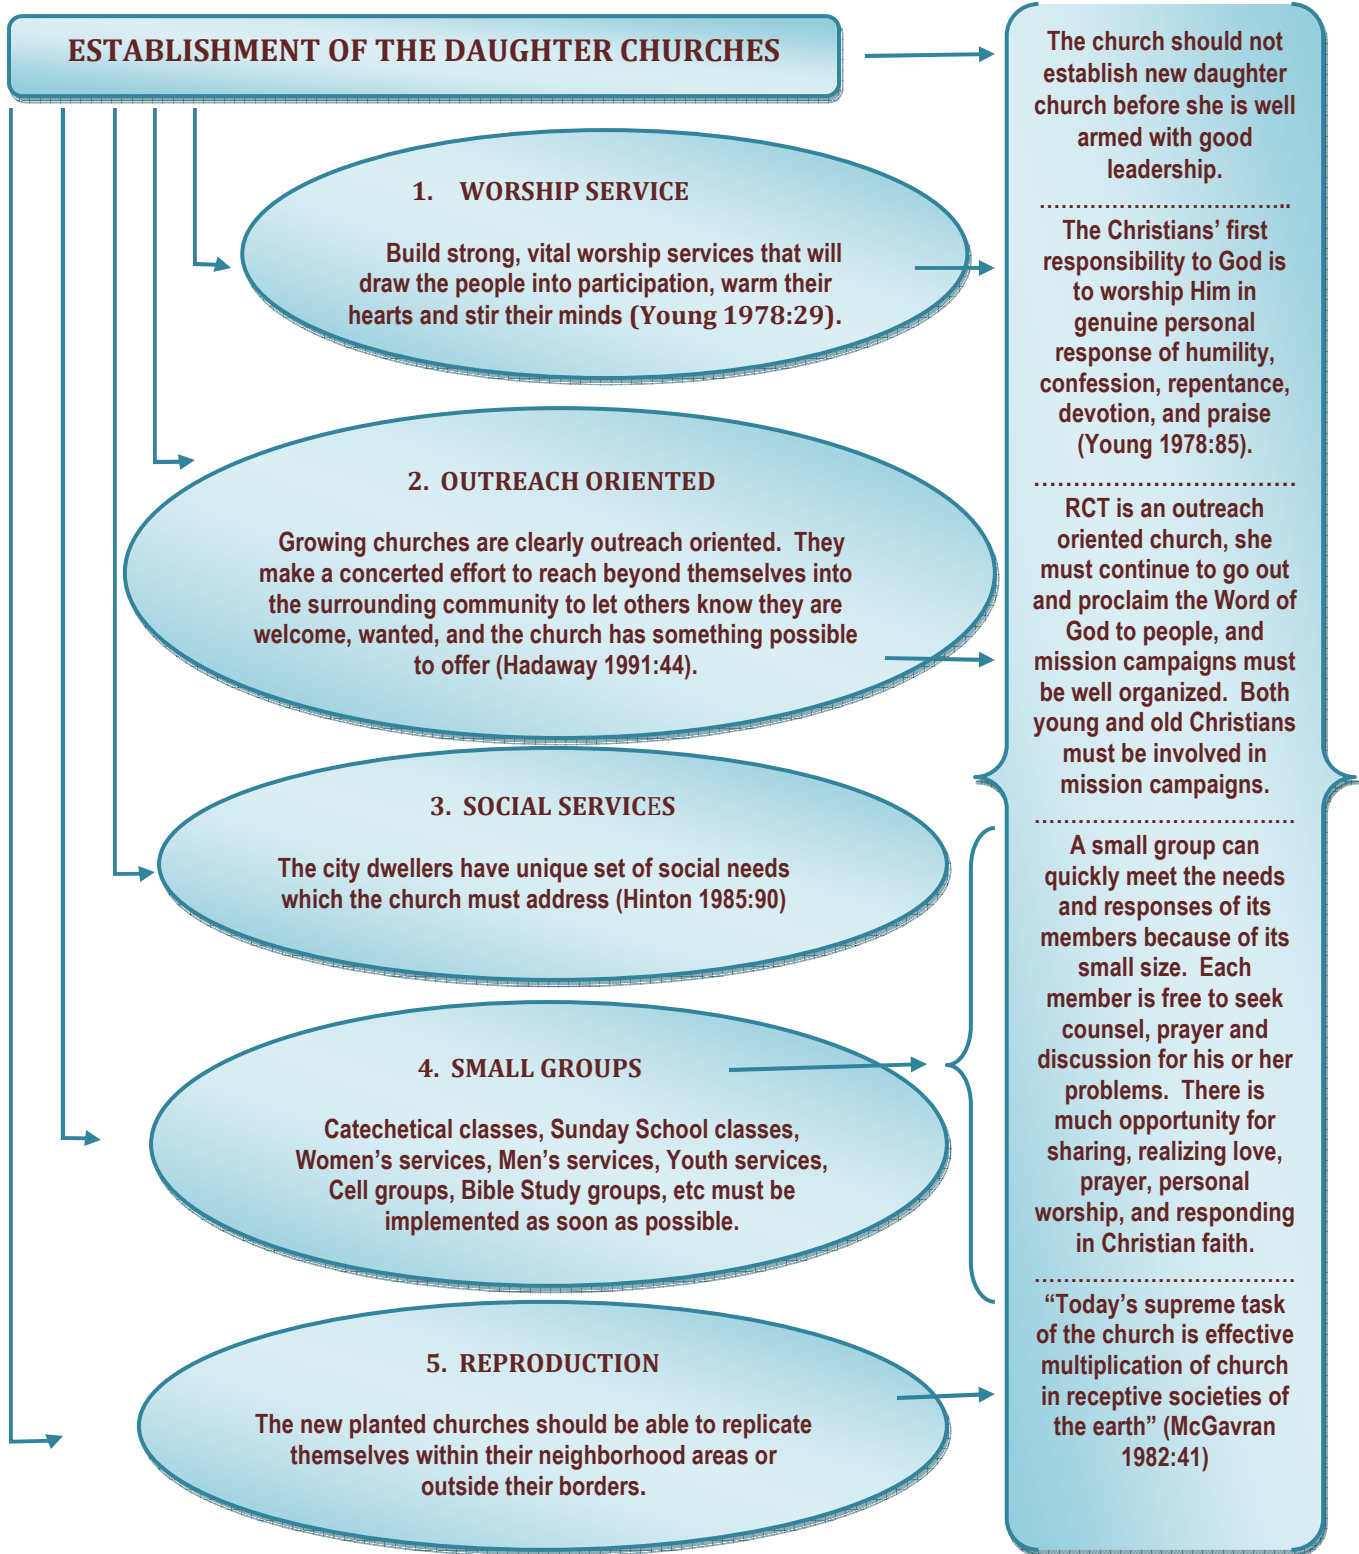 ESTABLISHMENT OF THE DAUGHTER CHURCHES
1. WORSHIP SERVICE
Build strong, vital worship services that will
draw the people into participation, warm their
hearts and stir their minds (Young 1978:29).
2. OUTREACH ORIENTED
Growing churches are clearly outreach oriented. They
make a concerted effort to reach beyond themselves into
the surrounding community to let others know they are
welcome, wanted, and the church has something possible
to offer (Hadaway 1991:44).
3. SOCIAL SERVICES
The city dwellers have unique set of social needs
which the church must address (Hinton 1985:90)
4. SMALL GROUPS
Catechetical classes, Sunday School classes,
Women’s services, Men’s services, Youth services,
Cell groups, Bible Study groups, etc must be
implemented as soon as possible.
5. REPRODUCTION
The new planted churches should be able to replicate
themselves within their neighborhood areas or
outside their borders.
The church should not
establish new daughter
church before she is well
armed with good
leadership.
……………………………..
The Christians’ first
responsibility to God is
to worship Him in
genuine personal
response of humility,
confession, repentance,
devotion, and praise
(Young 1978:85).
………………………………
RCT is an outreach
oriented church, she
must continue to go out
and proclaim the Word of
God to people, and
mission campaigns must
be well organized. Both
young and old Christians
must be involved in
mission campaigns.
………………………………
A small group can
quickly meet the needs
and responses of its
members because of its
small size. Each
member is free to seek
counsel, prayer and
discussion for his or her
problems. There is
much opportunity for
sharing, realizing love,
prayer, personal
worship, and responding
in Christian faith.
………………………………
“Today’s supreme task
of the church is effective
multiplication of church
in receptive societies of
the earth” (McGavran
1982:41)